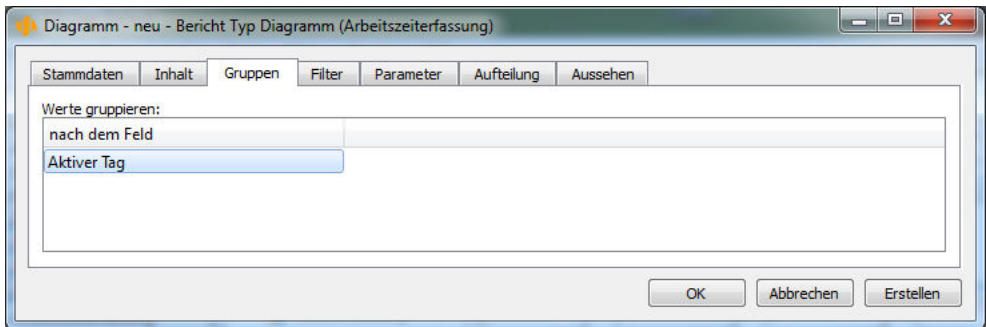 Diagramm - neu - Bericht Typ Diagramm (Arbeitszeiterfassung)
Stammdaten Inhalt Gruppen Filter Parameter Aufteilung Aussehen
Werte gruppieren:
nach dem Feld
Aktiver Tag
OK Abbrechen Erstellen